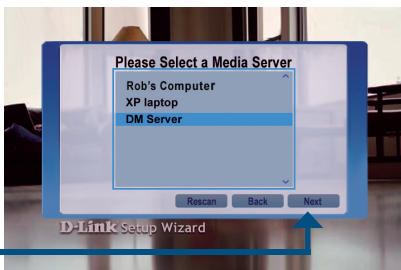 Please Select a Media Server
Rob's Computer
XP laptop
DM Server
Rescan Back Next
D-Link Setup Wizard